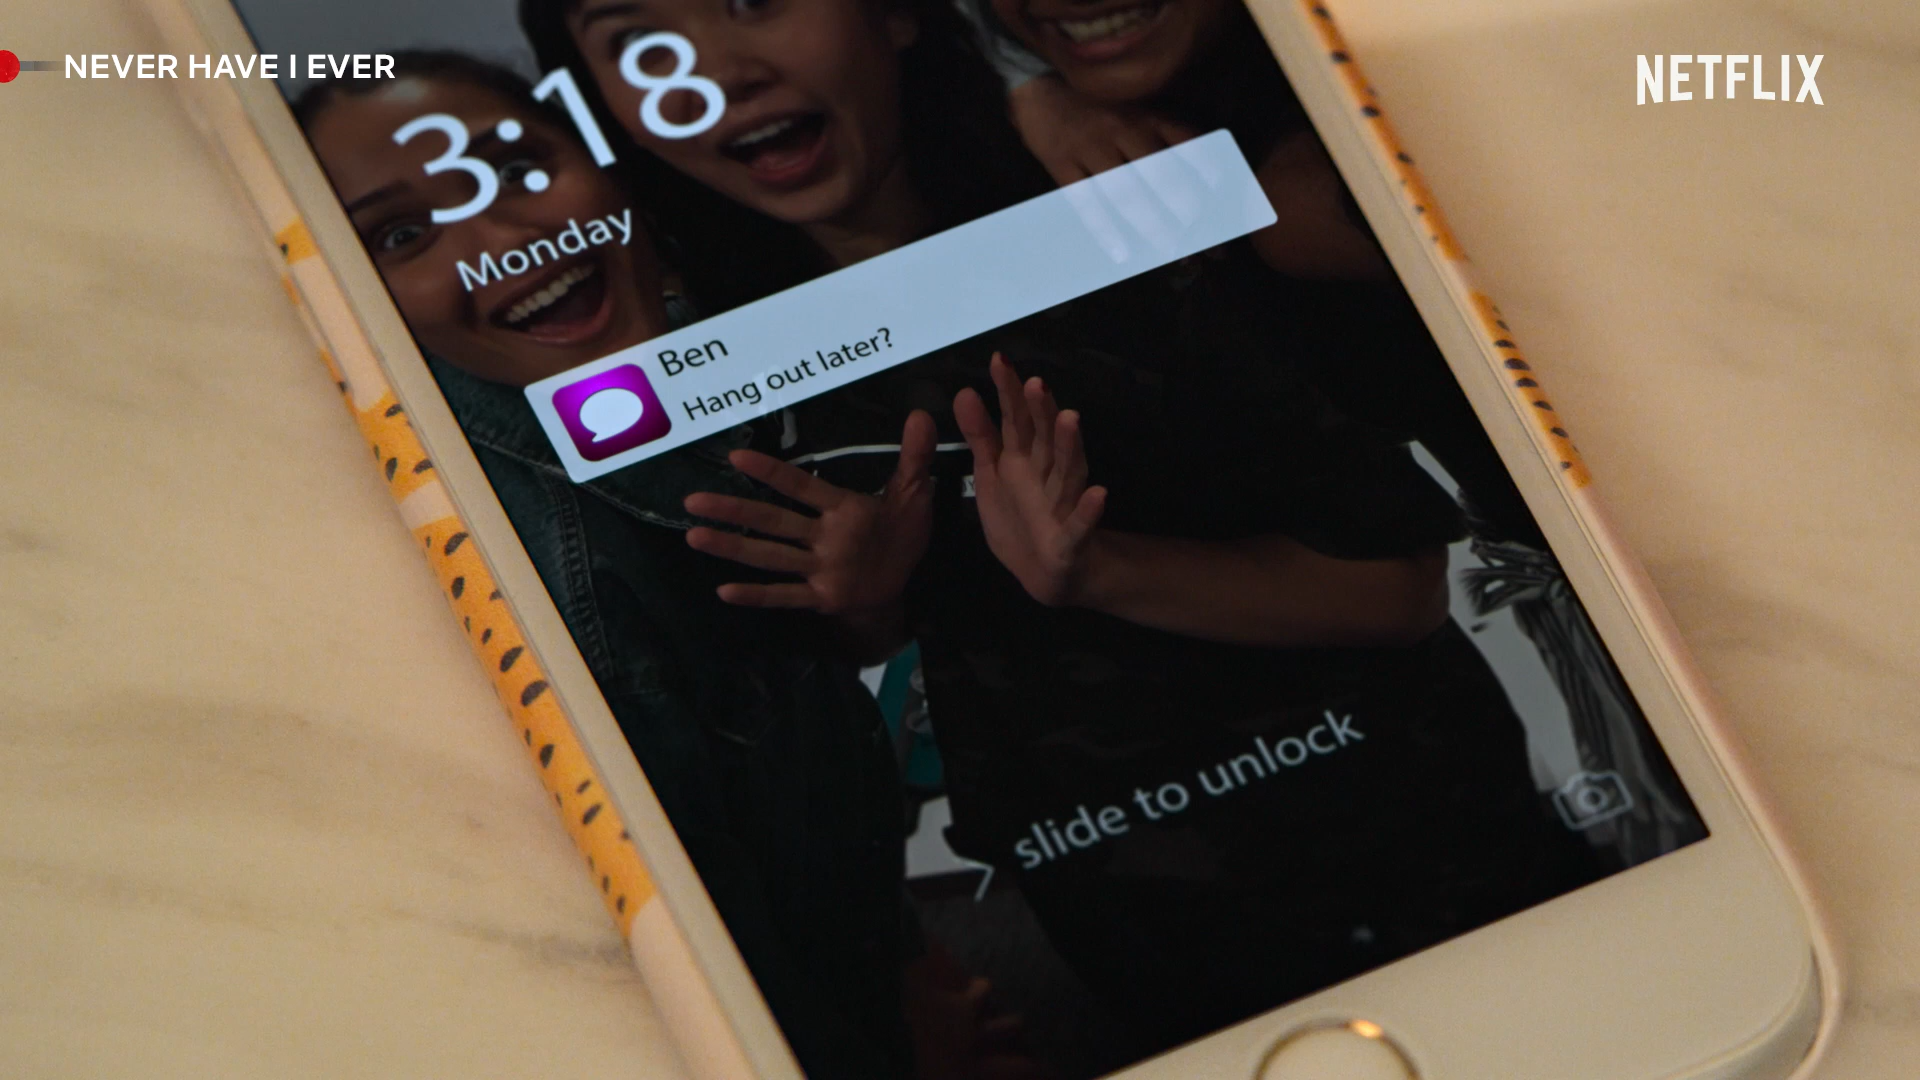 NEVER HAVE I EVER
NETFLIX
3:18
Monday
Ben
Hang out later?
slide to unlock